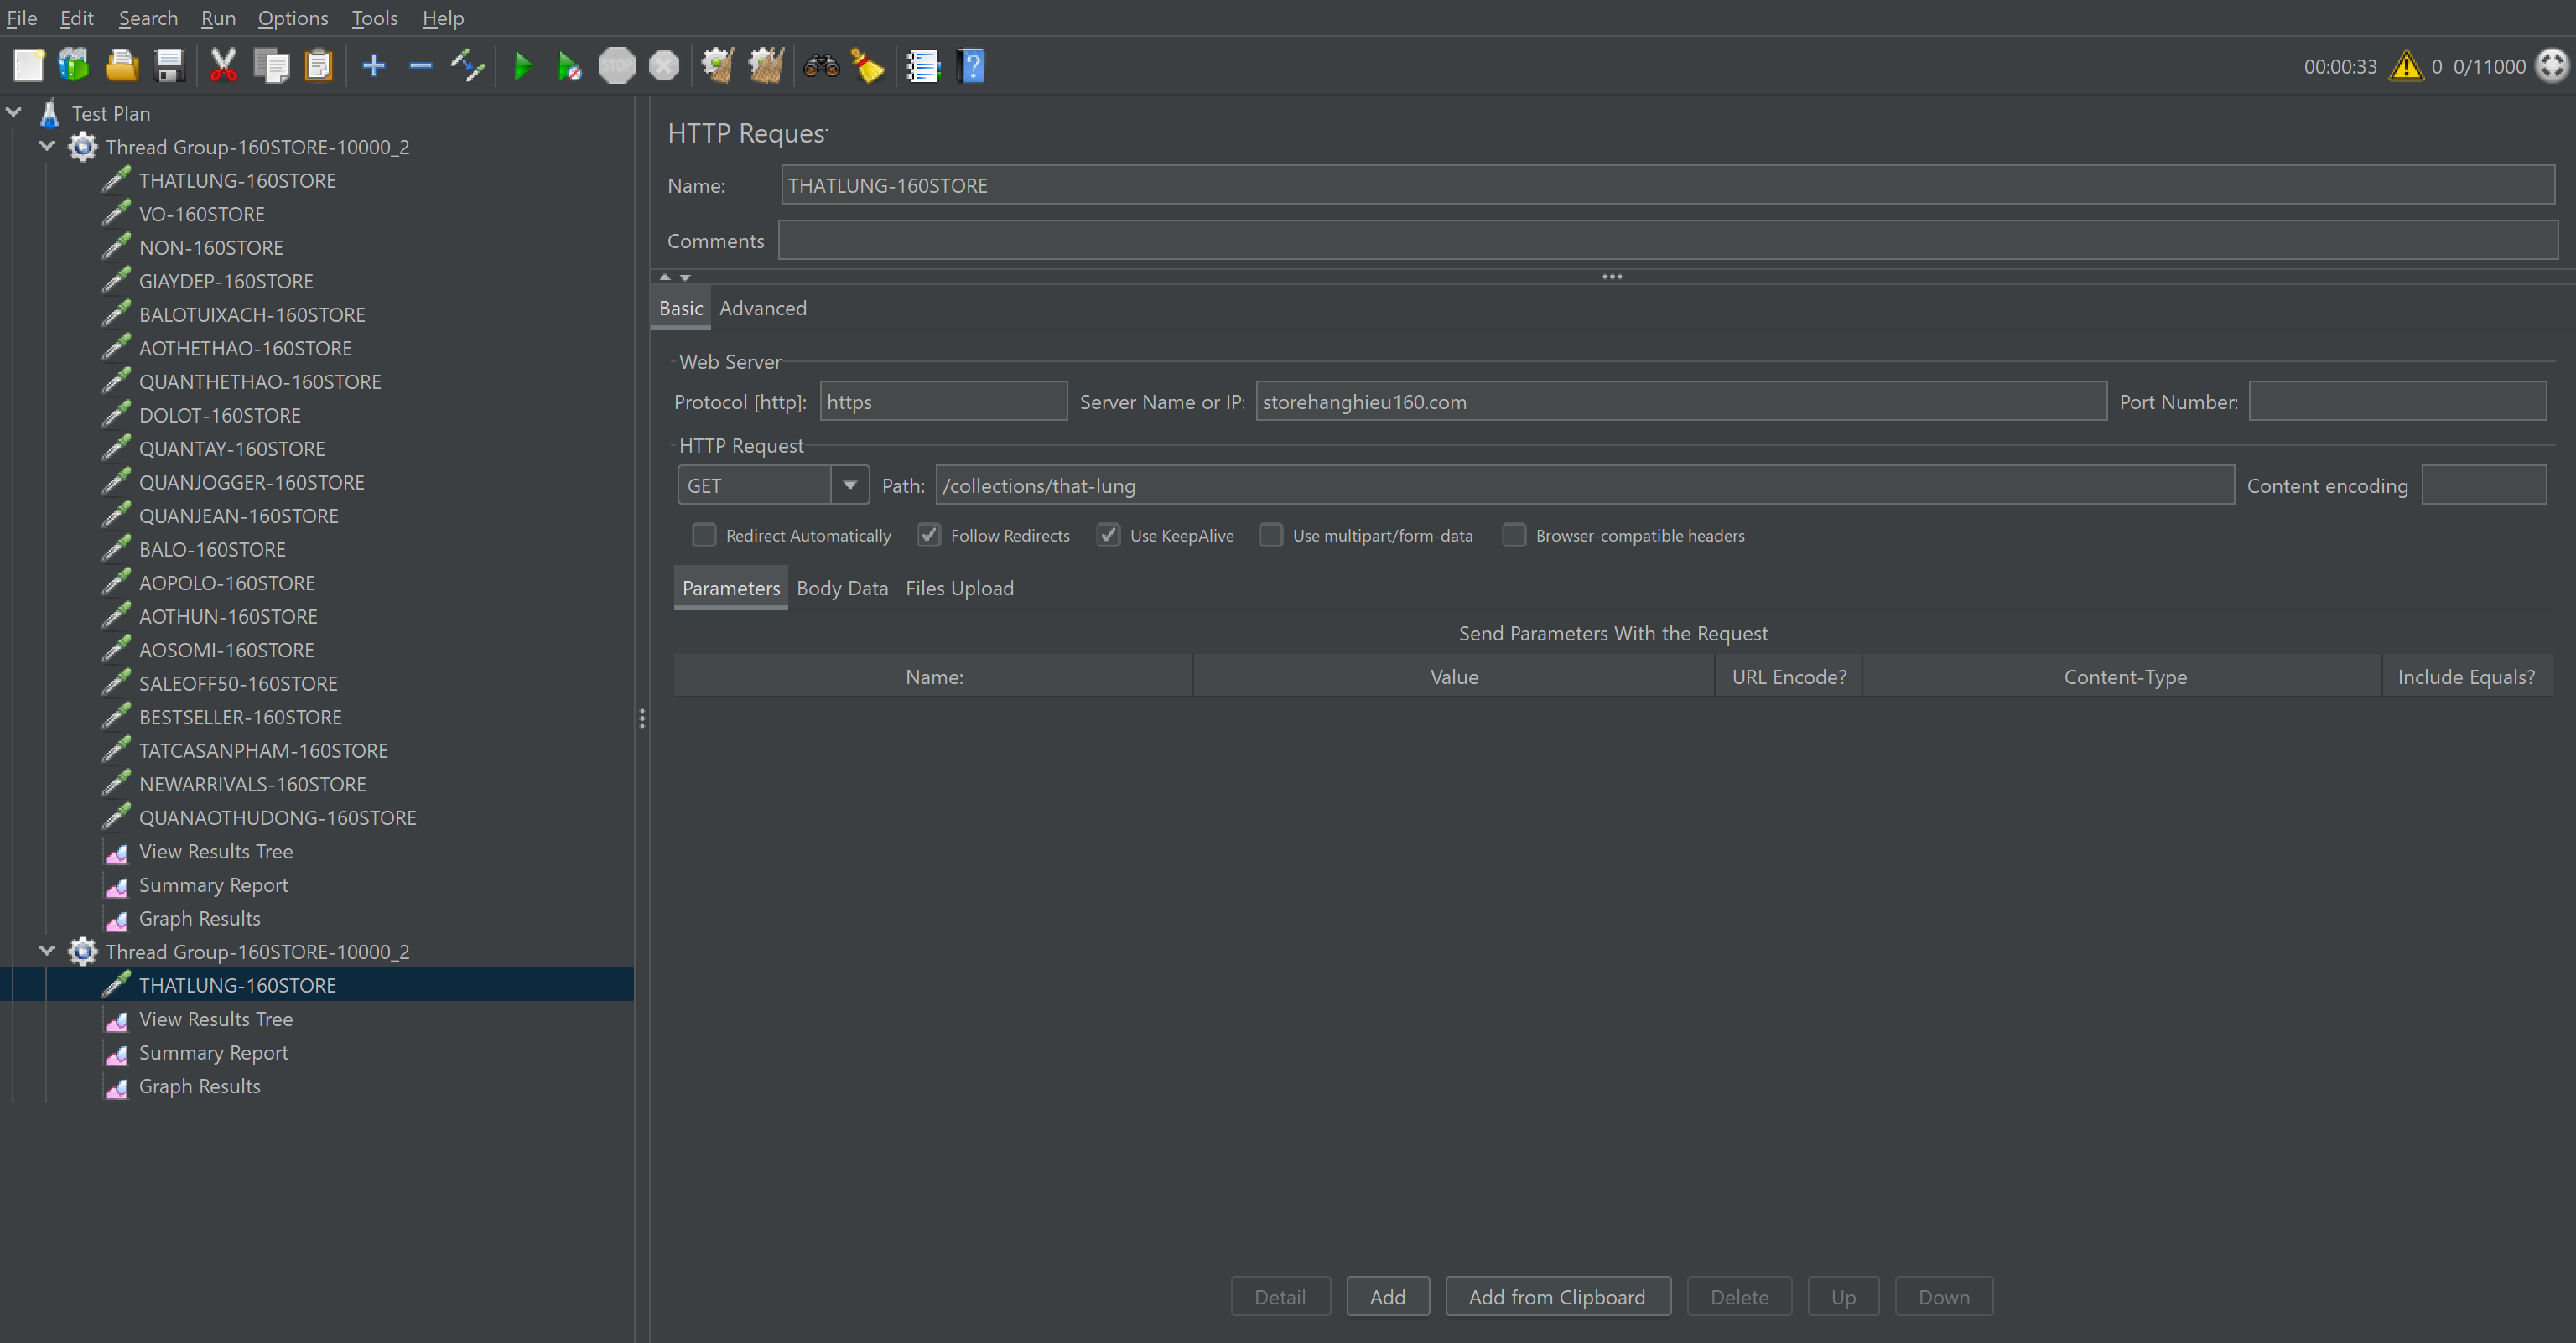 File Edit Search Run Options Tools Help
STOP
00:00:33 0 0/11000
Test Plan
Thread Group-160STORE-10000_2
THATLUNG-160STORE
VO-160STORE
NON-160STORE
GIAYDEP-160STORE
BALOTUIXACH-160STORE
AOTHETHAO-160STORE
QUANTHETHAO-160STORE
DOLOT-160STORE
QUANTAY-160STORE
QUANJOGGER-160STORE
QUANJEAN-160STORE
BALO-160STORE
AOPOLO-160STORE
AOTHUN-160STORE
AOSOMI-160STORE
SALEOFF50-160STORE
BESTSELLER-160STORE
TATCASANPHAM-160STORE
NEWARRIVALS-160STORE
QUANAOTHUDONG-160STORE
View Results Tree
Summary Report
Graph Results
Thread Group-160STORE-10000_2
THATLUNG-160STORE
View Results Tree
Summary Report
Graph Results
HTTP Request
Name: THATLUNG-160STORE
Comments:
Basic Advanced
Web Server
Protocol [http]: https Server Name or IP: storehanghieu160.com Port Number:
HTTP Request
GET Path: /collections/that-lung Content encoding
Redirect Automatically Follow Redirects Use KeepAlive Use multipart/form-data Browser-compatible headers
Parameters Body Data Files Upload
Send Parameters With the Request
Name: Value URL Encode? Content-Type Include Equals?
Detail Add Add from Clipboard Delete Up Down